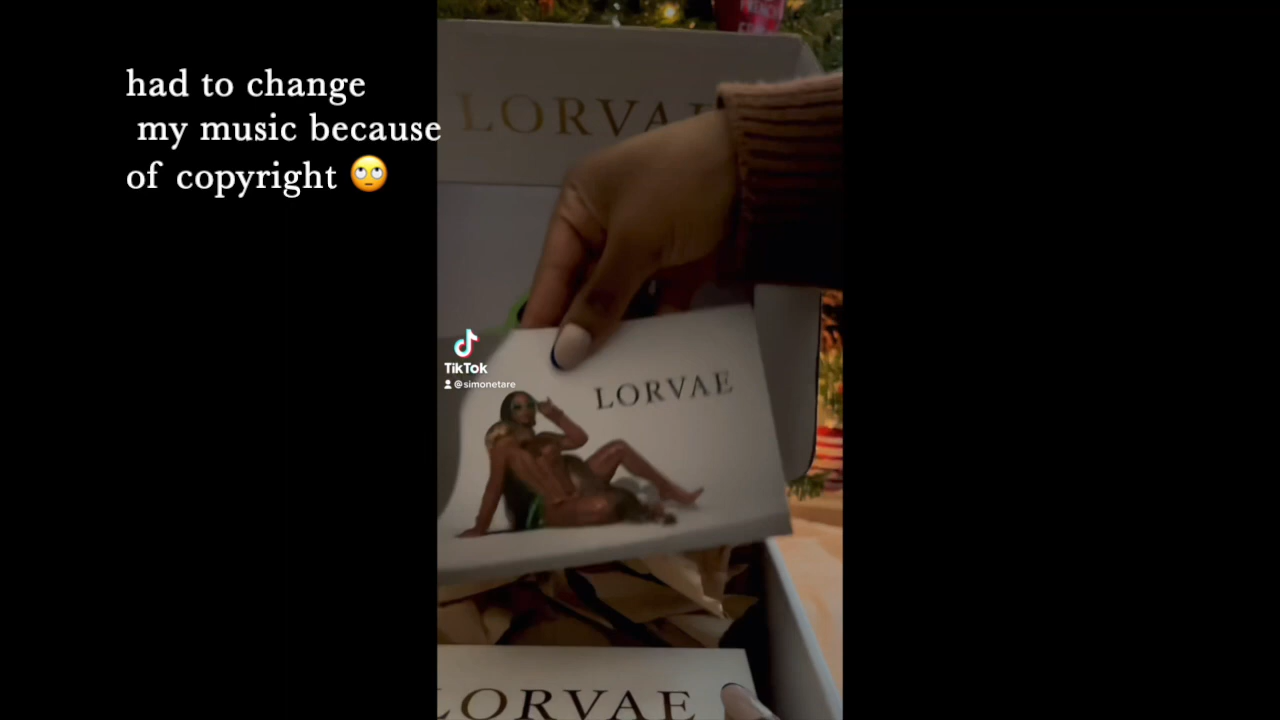 had to change
my music because
of copyright 🙄
LORVAE
TikTok
@simonetare
LORVAE
LORVAE